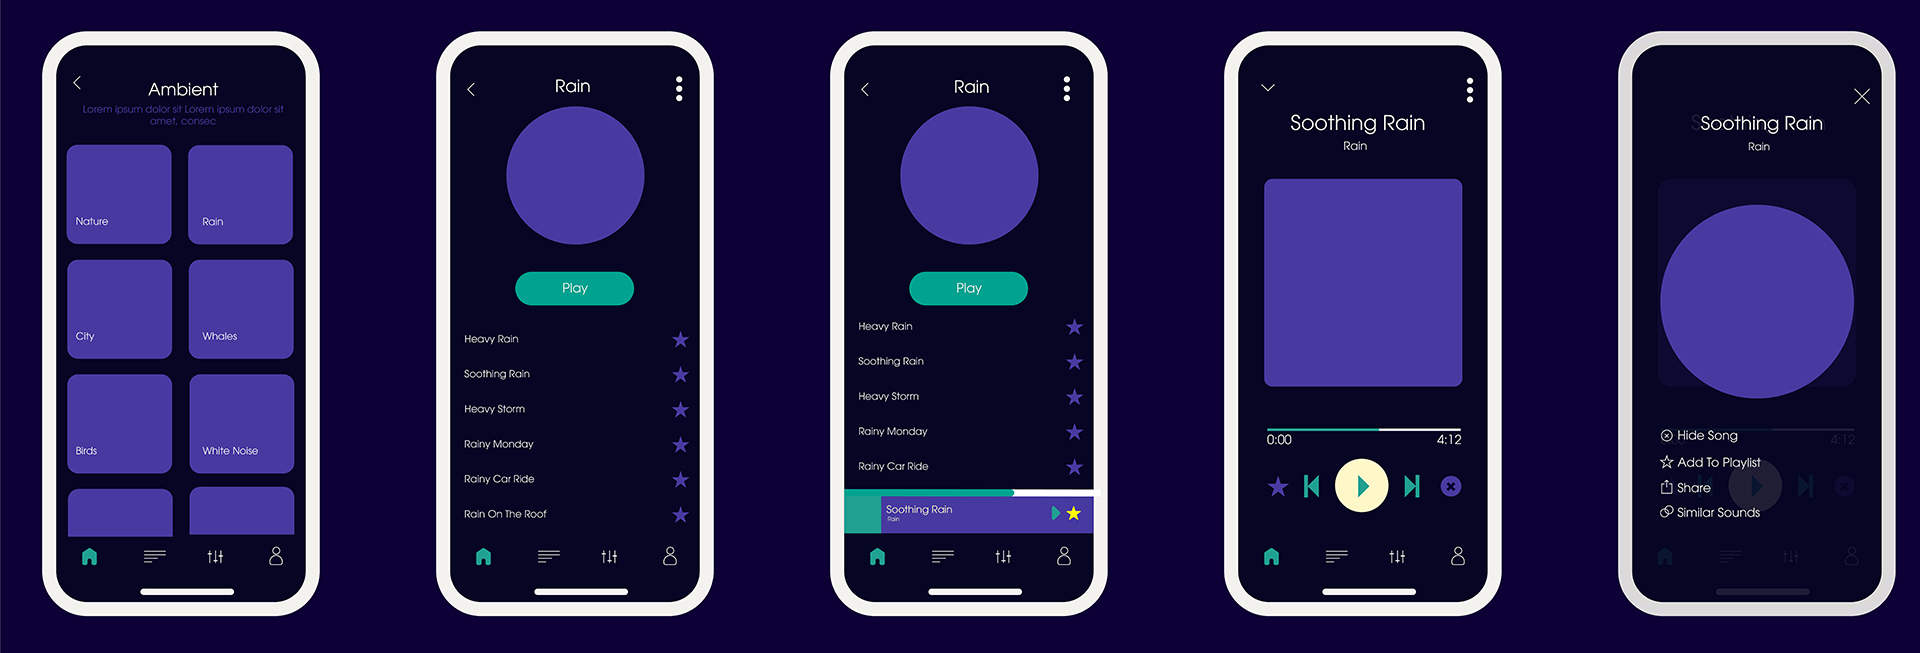 Ambient
Lorem ipsum dolor sit Lorem ipsum dolor sit
amet, consec
Nature
Rain
City
Whales
Birds
White Noise
Rain
Play
Heavy Rain
Soothing Rain
Heavy Storm
Rainy Monday
Rainy Car Ride
Rain On The Roof
Rain
Play
Heavy Rain
Soothing Rain
Heavy Storm
Rainy Monday
Rainy Car Ride
Soothing Rain
Rain
Soothing Rain
Rain
0:00
4:12
Soothing Rain
Rain
Hide Song
4:12
Add To Playlist
Share
Similar Sounds